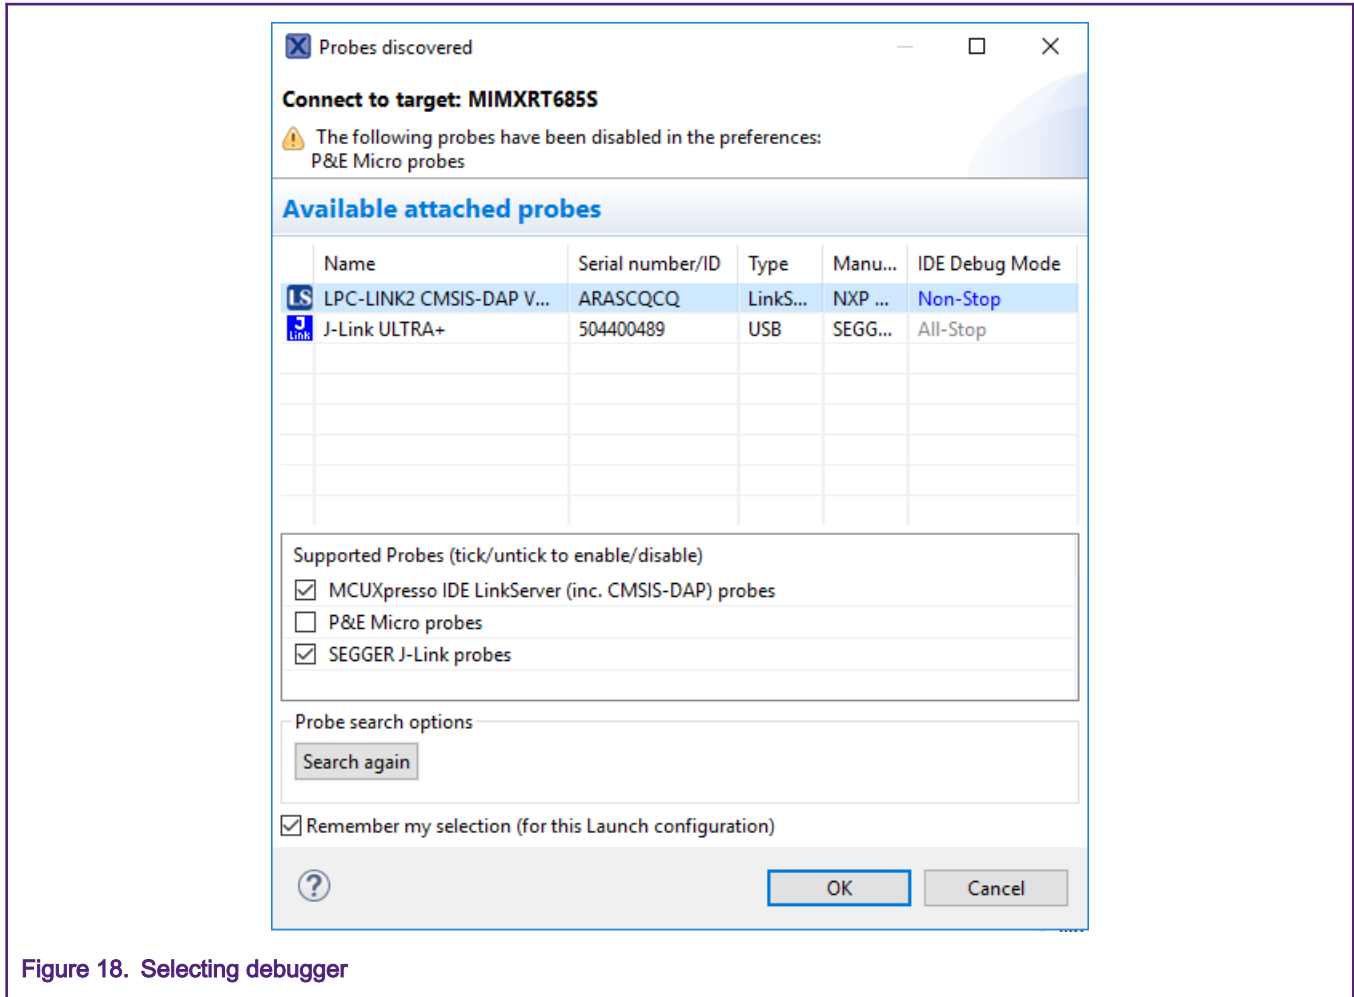 Probes discovered
Connect to target: MIMXRT685S
The following probes have been disabled in the preferences:
P&E Micro probes
Available attached probes
Name Serial number/ID Type Manu... IDE Debug Mode
LS LPC-LINK2 CMSIS-DAP V... ARASCQCQ LinkS... NXP ... Non-Stop
J Link J-Link ULTRA+ 504400489 USB SEGG... All-Stop
Supported Probes (tick/untick to enable/disable)
MCUXpresso IDE LinkServer (inc. CMSIS-DAP) probes
P&E Micro probes
SEGGER J-Link probes
Probe search options
Search again
Remember my selection (for this Launch configuration)
OK Cancel
Figure 18. Selecting debugger